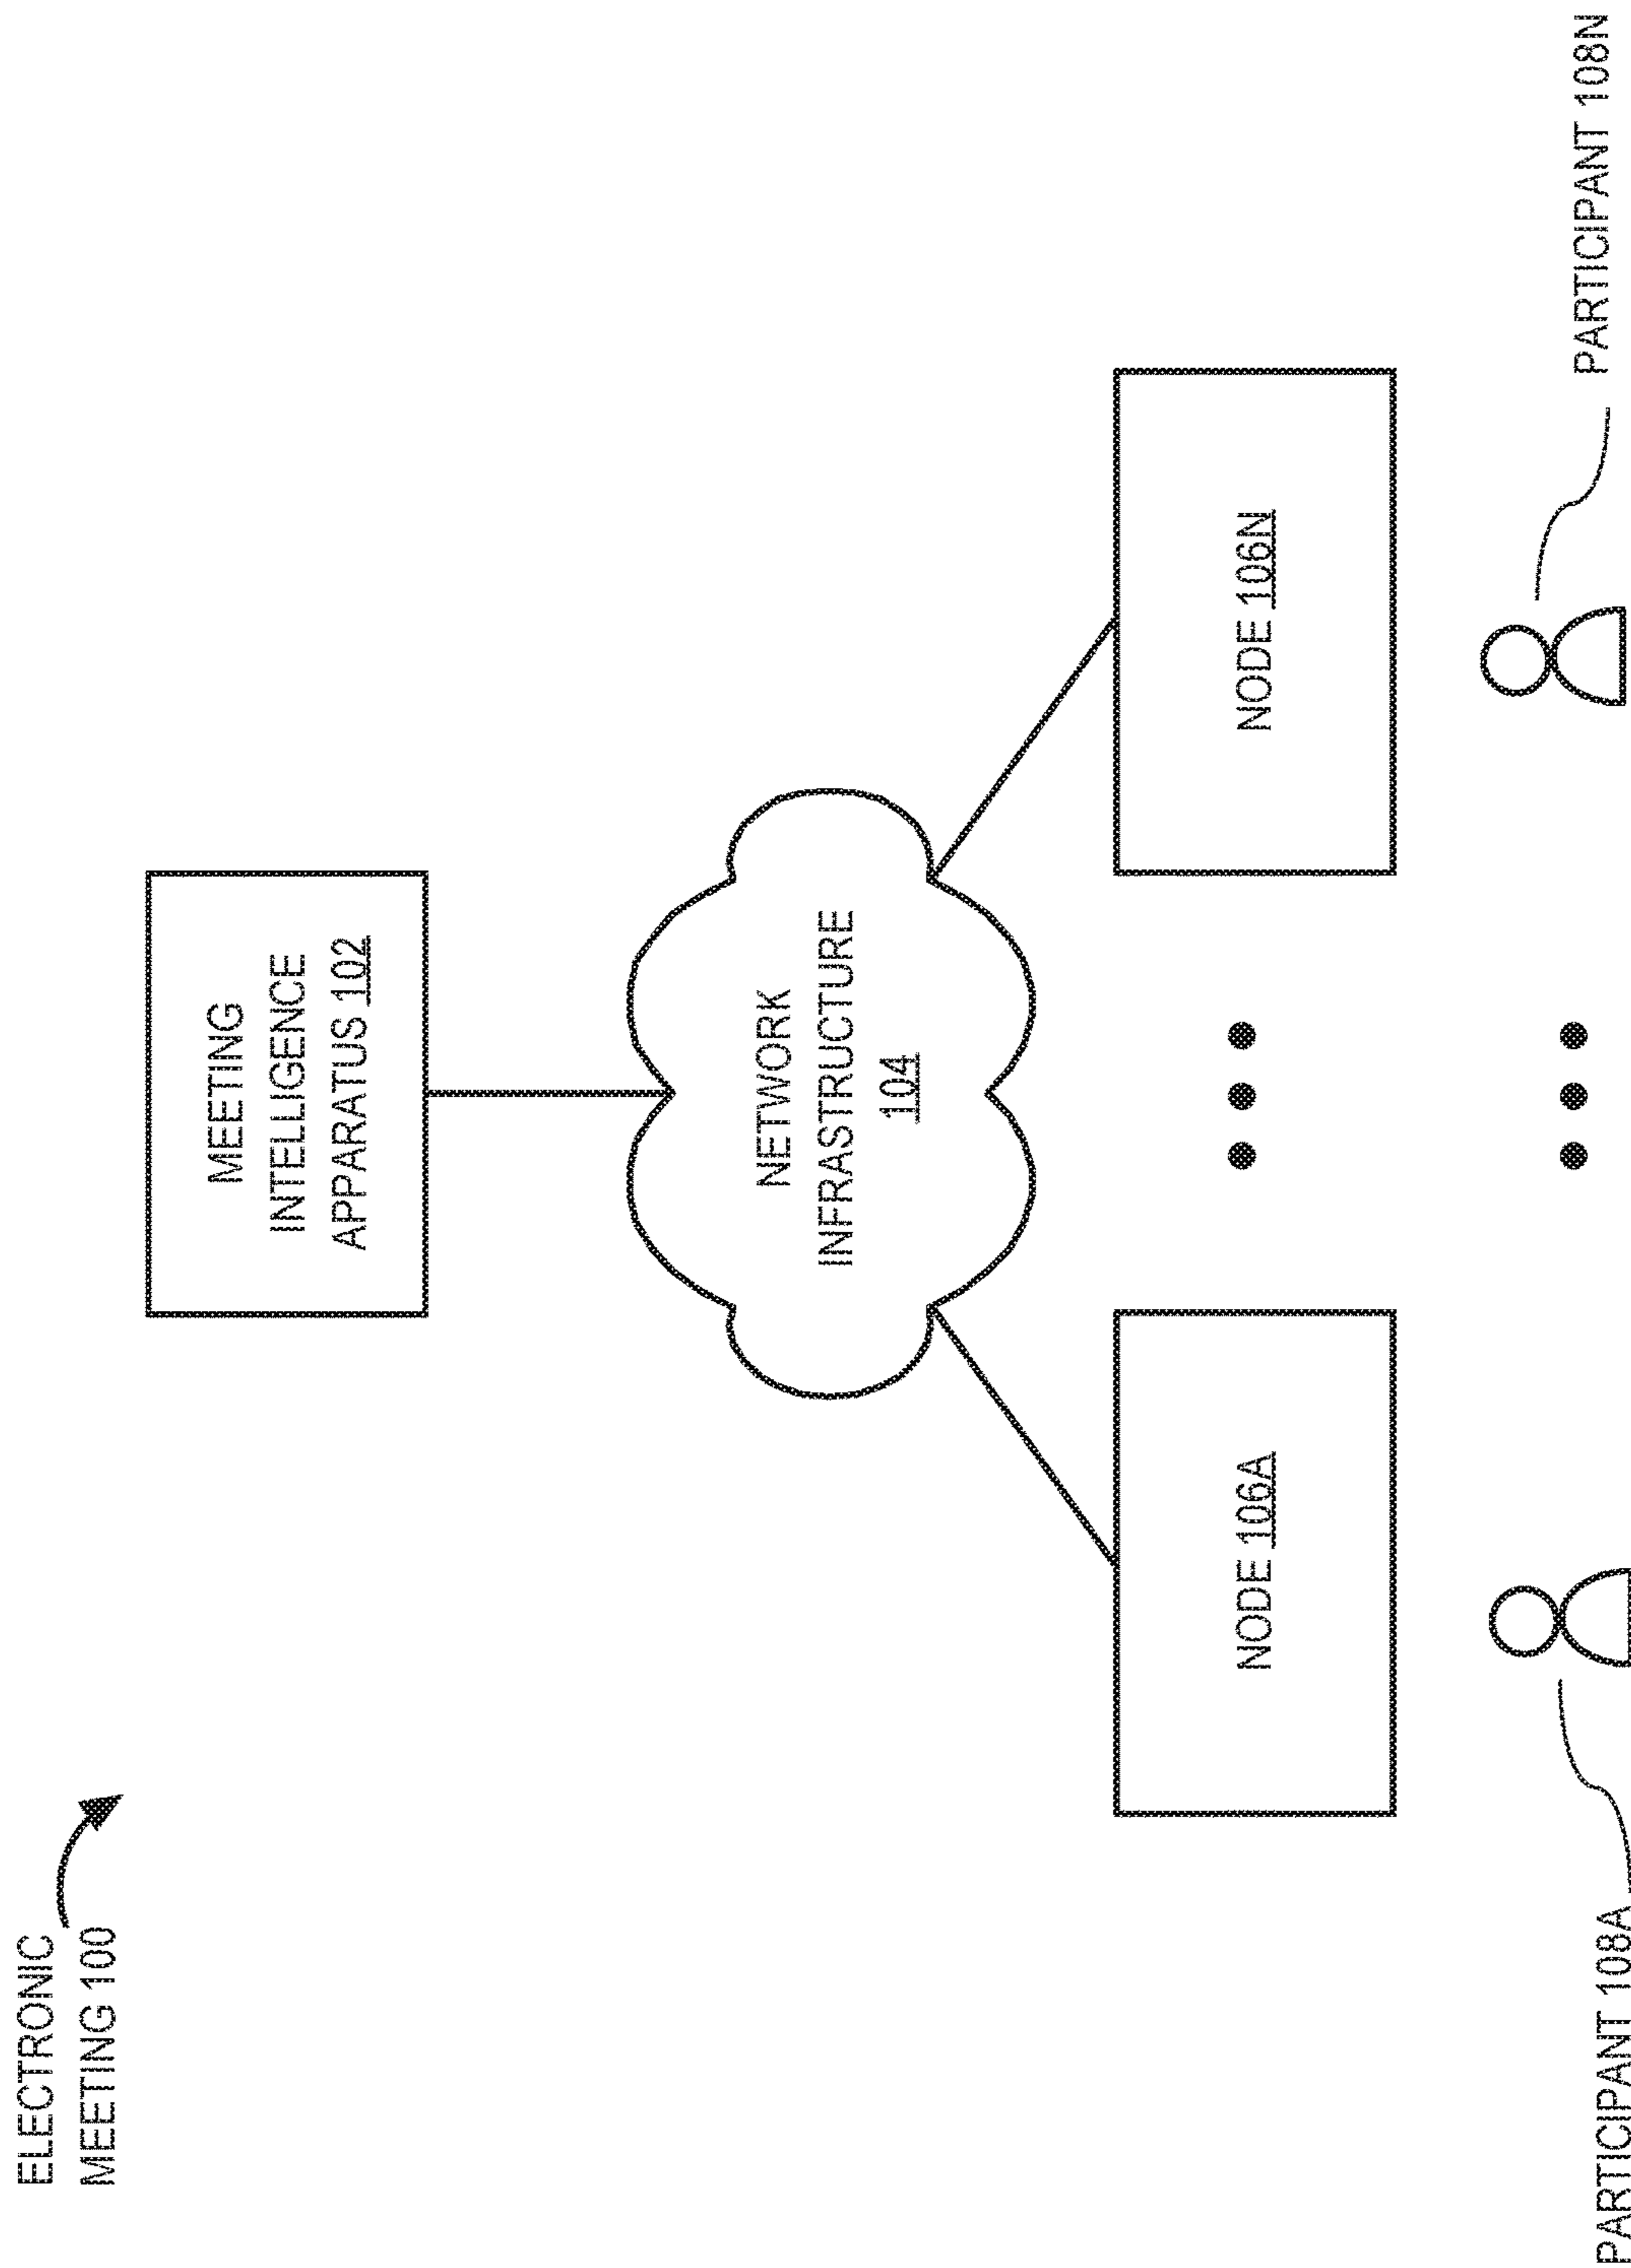 ELECTRONIC
MEETING 100
MEETING
INTELLIGENCE
APPARATUS 102
NETWORK
INFRASTRUCTURE
104
NODE 106A
NODE 106N
PARTICIPANT 108A
PARTICIPANT 108N